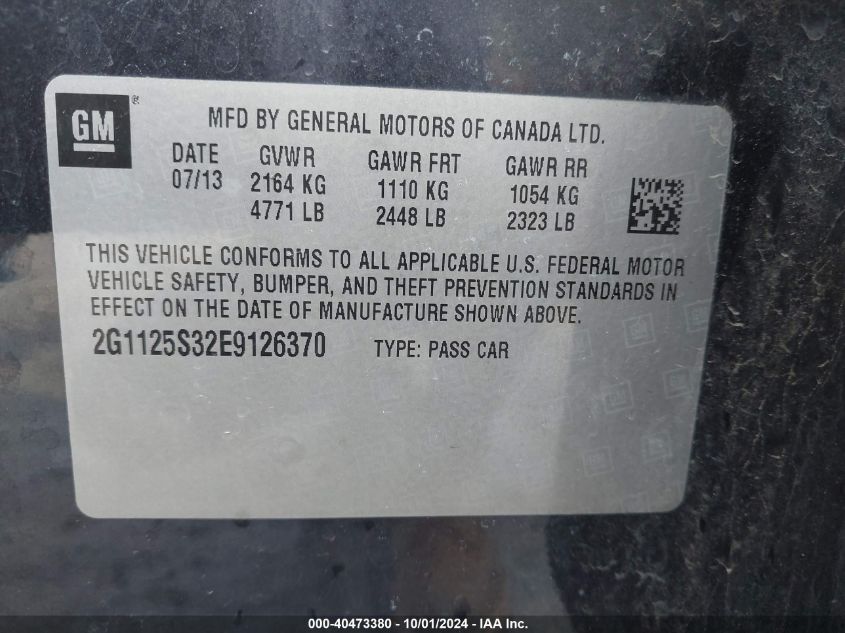 GM®
MFD BY GENERAL MOTORS OF CANADA LTD.
DATE GVWR GAWR FRT GAWR RR
07/13 2164 KG 1110 KG 1054 KG
4771 LB 2448 LB 2323 LB
THIS VEHICLE CONFORMS TO ALL APPLICABLE U.S. FEDERAL MOTOR
VEHICLE SAFETY, BUMPER, AND THEFT PREVENTION STANDARDS IN
EFFECT ON THE DATE OF MANUFACTURE SHOWN ABOVE.
2G1125S32E9126370 TYPE: PASS CAR
000-40473380 - 10/01/2024 - IAA Inc.